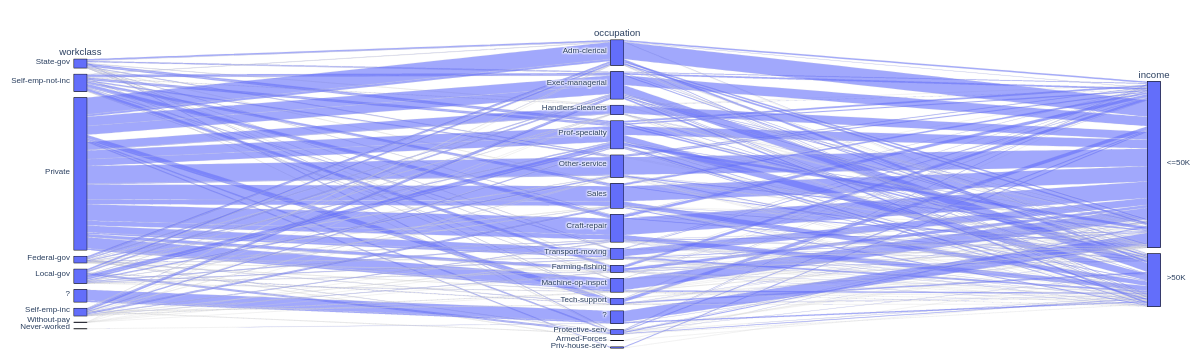 workclass
State-gov
Self-emp-not-inc
Private
Federal-gov
Local-gov
?
Self-emp-inc
Without-pay
Never-worked
occupation
Adm-clerical
Exec-managerial
Handlers-cleaners
Prof-specialty
Other-service
Sales
Craft-repair
Transport-moving
Farming-fishing
Machine-op-inspct
Tech-support
?
Protective-serv
Armed-Forces
Priv-house-serv
income
<=50K
>50K